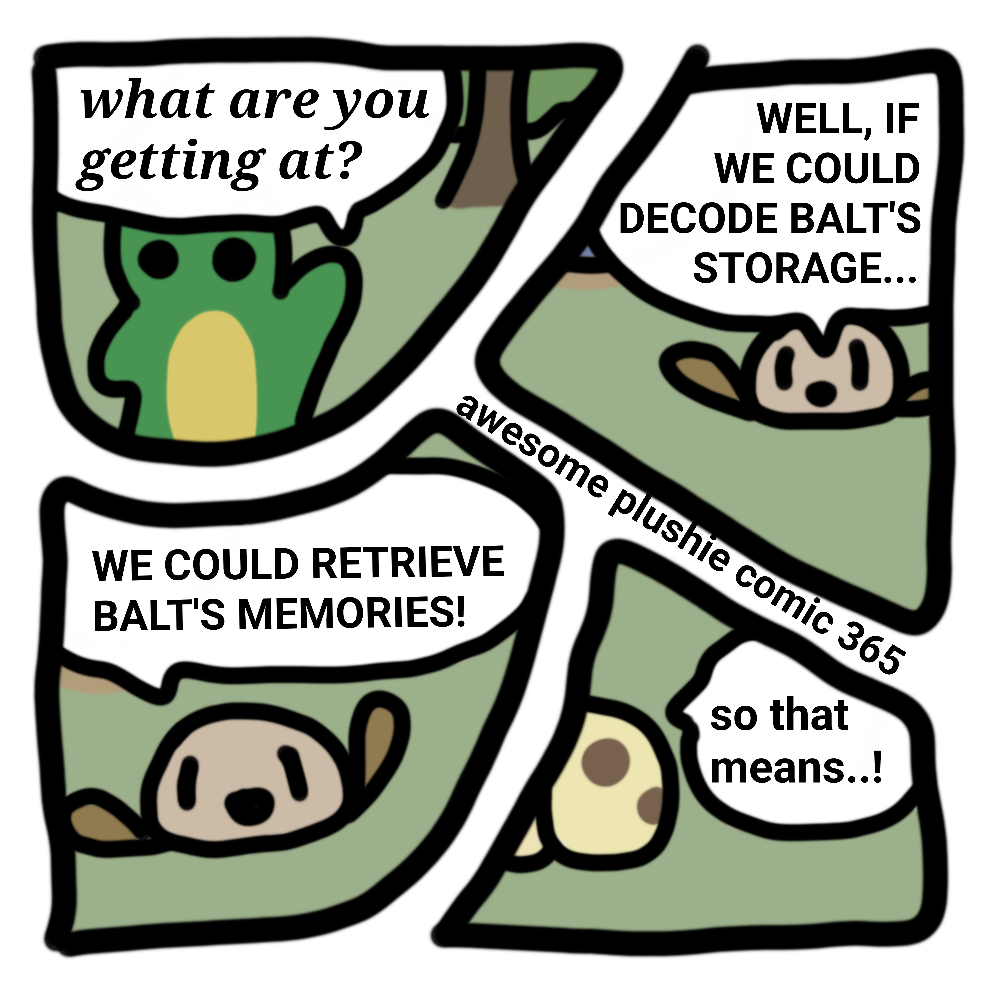 what are you
getting at?
WELL, IF
WE COULD
DECODE BALT'S
STORAGE...
WE COULD RETRIEVE
BALT'S MEMORIES!
awesome plushie comic 365
so that
means..!